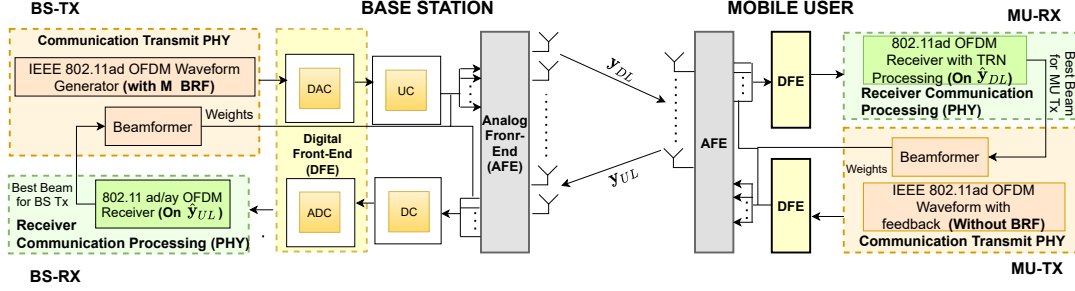 BS-TX
BASE STATION
MOBILE USER
MU-RX
Communication Transmit PHY
IEEE 802.11ad OFDM Waveform
Generator (with M BRF)
Beamformer
Weights
DAC
UC
Digital
Front-End
(DFE)
ADC
DC
Analog
Fronr-
End
(AFE)
Best Beam
for BS Tx
802.11 ad/ay OFDM
Receiver (On ŷ_UL)
Receiver
Communication Processing (PHY)
BS-RX
y_DL
y_UL
AFE
DFE
DFE
802.11ad OFDM
Receiver with TRN
Processing (On ŷ_DL)
Receiver Communication
Processing (PHY)
Best Beam
for MU Tx
Beamformer
Weights
IEEE 802.11ad OFDM
Waveform with
feedback (Without BRF)
Communication Transmit PHY
MU-TX